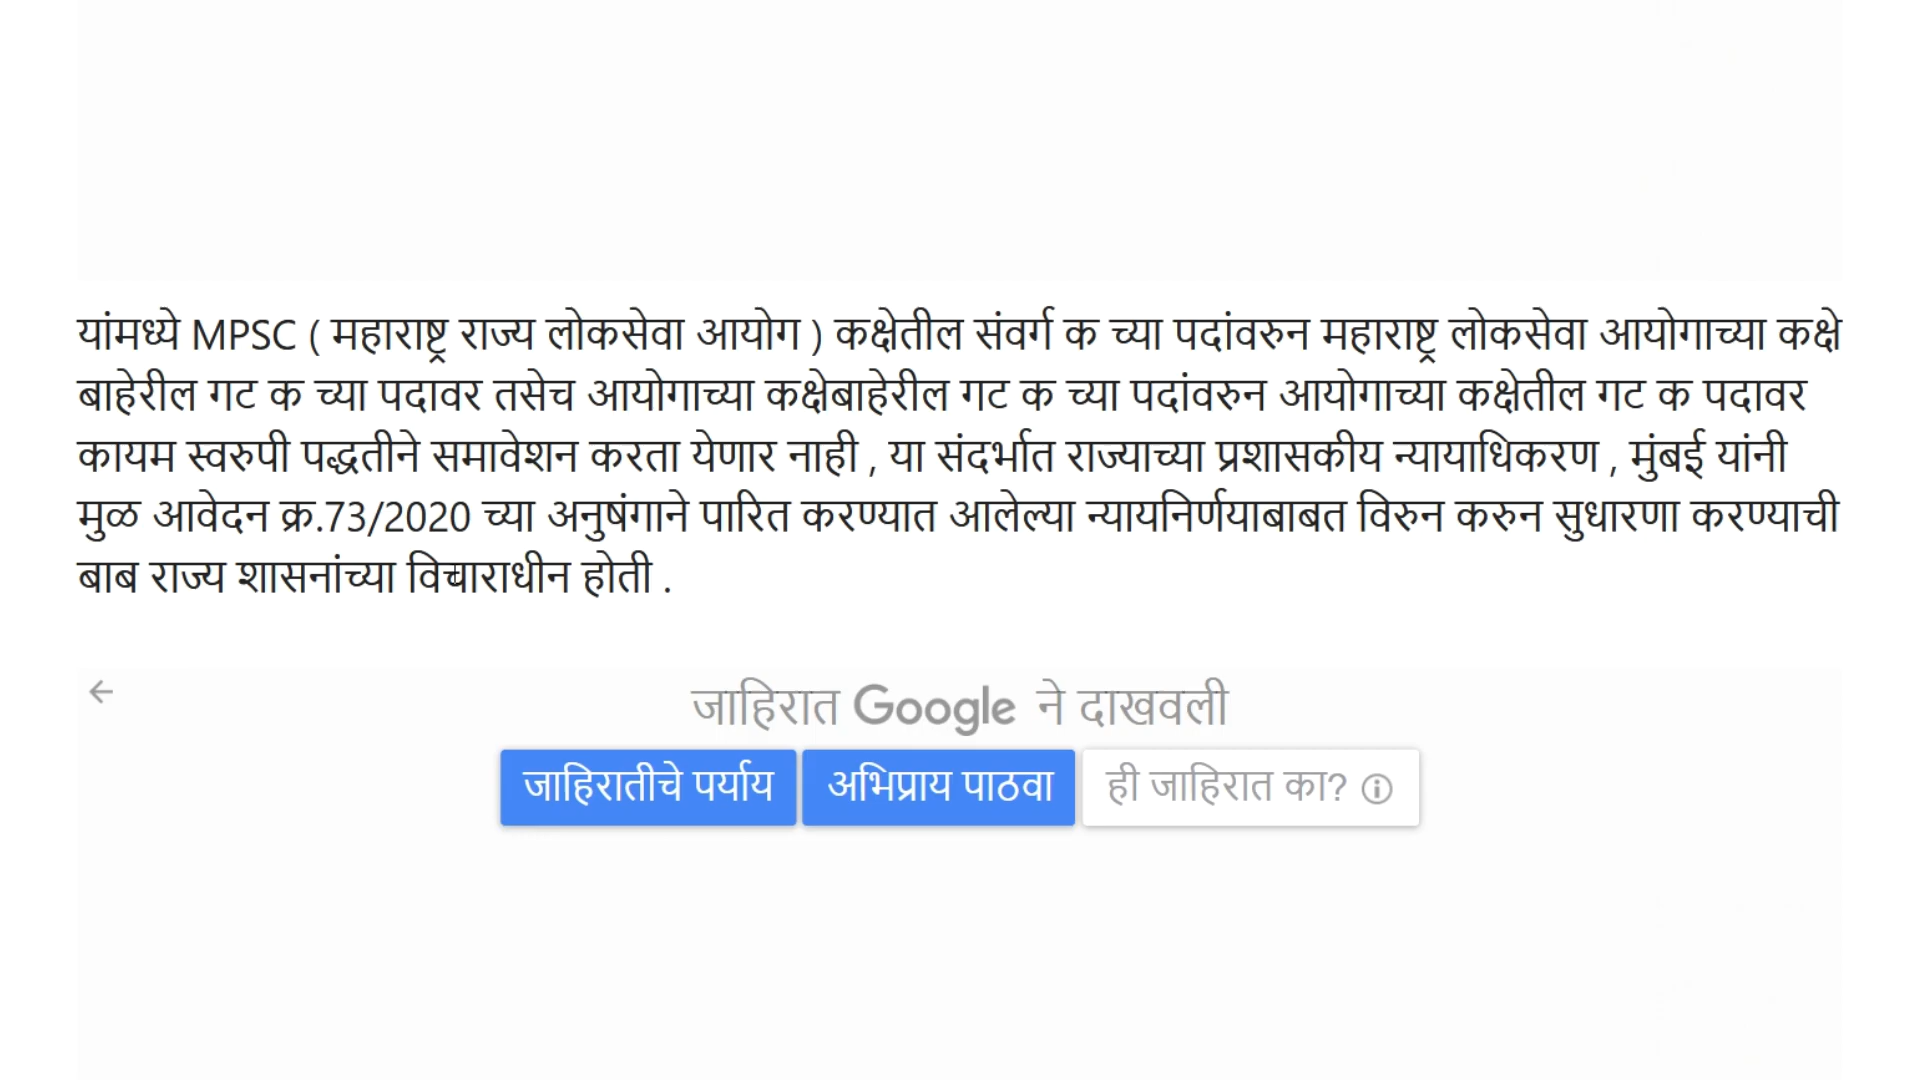 यांमध्ये MPSC ( महाराष्ट्र राज्य लोकसेवा आयोग ) कक्षेतील संवर्ग क च्या पदांवरुन महाराष्ट्र लोकसेवा आयोगाच्या कक्षे
बाहेरील गट क च्या पदावर तसेच आयोगाच्या कक्षेबाहेरील गट क च्या पदांवरुन आयोगाच्या कक्षेतील गट क पदावर
कायम स्वरुपी पद्धतीने समावेशन करता येणार नाही , या संदर्भात राज्याच्या प्रशासकीय न्यायाधिकरण , मुंबई यांनी
मुळ आवेदन क्र.73/2020 च्या अनुषंगाने पारित करण्यात आलेल्या न्यायनिर्णयाबाबत विरुन करुन सुधारणा करण्याची
बाब राज्य शासनांच्या विचाराधीन होती .
जाहिरात Google ने दाखवली
जाहिरातीचे पर्याय अभिप्राय पाठवा ही जाहिरात का?